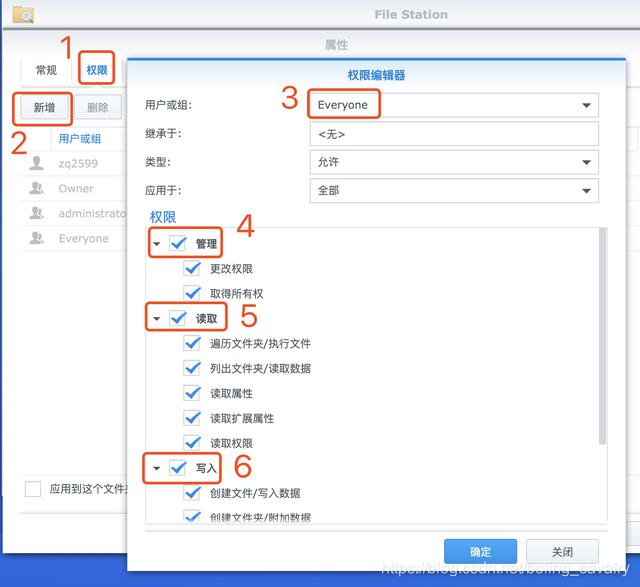 File Station
属性
1
常规
权限
权限编辑器
新增
删除
2
用户或组
zq2599
Owner
administrato
Everyone
用户或组:
3
Everyone
继承于:
<无>
类型:
允许
应用于:
全部
权限
4
管理
更改权限
取得所有权
读取
5
遍历文件夹/执行文件
列出文件夹/读取数据
读取属性
读取扩展属性
读取权限
写入
6
创建文件/写入数据
创建文件夹/附加数据
应用到这个文件夹
确定
关闭
https://blog.csdn.net/boling_cavalry